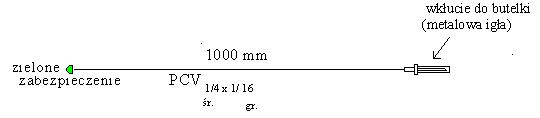 wkłucie do butelki
(metalowa igła)
1000 mm
zielone
zabezpieczenie
PCV 1/4 x 1/16
śr. gr.